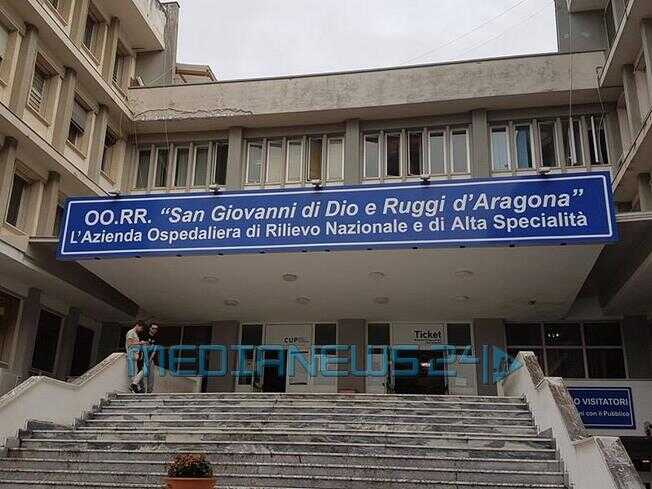 OO.RR. "San Giovanni di Dio e Ruggi d'Aragona"
L'Azienda Ospedaliera di Rilievo Nazionale e di Alta Specialità
CUP
Ticket
MEDIANEWS24
O VISITATORI
ni con il Pubblico